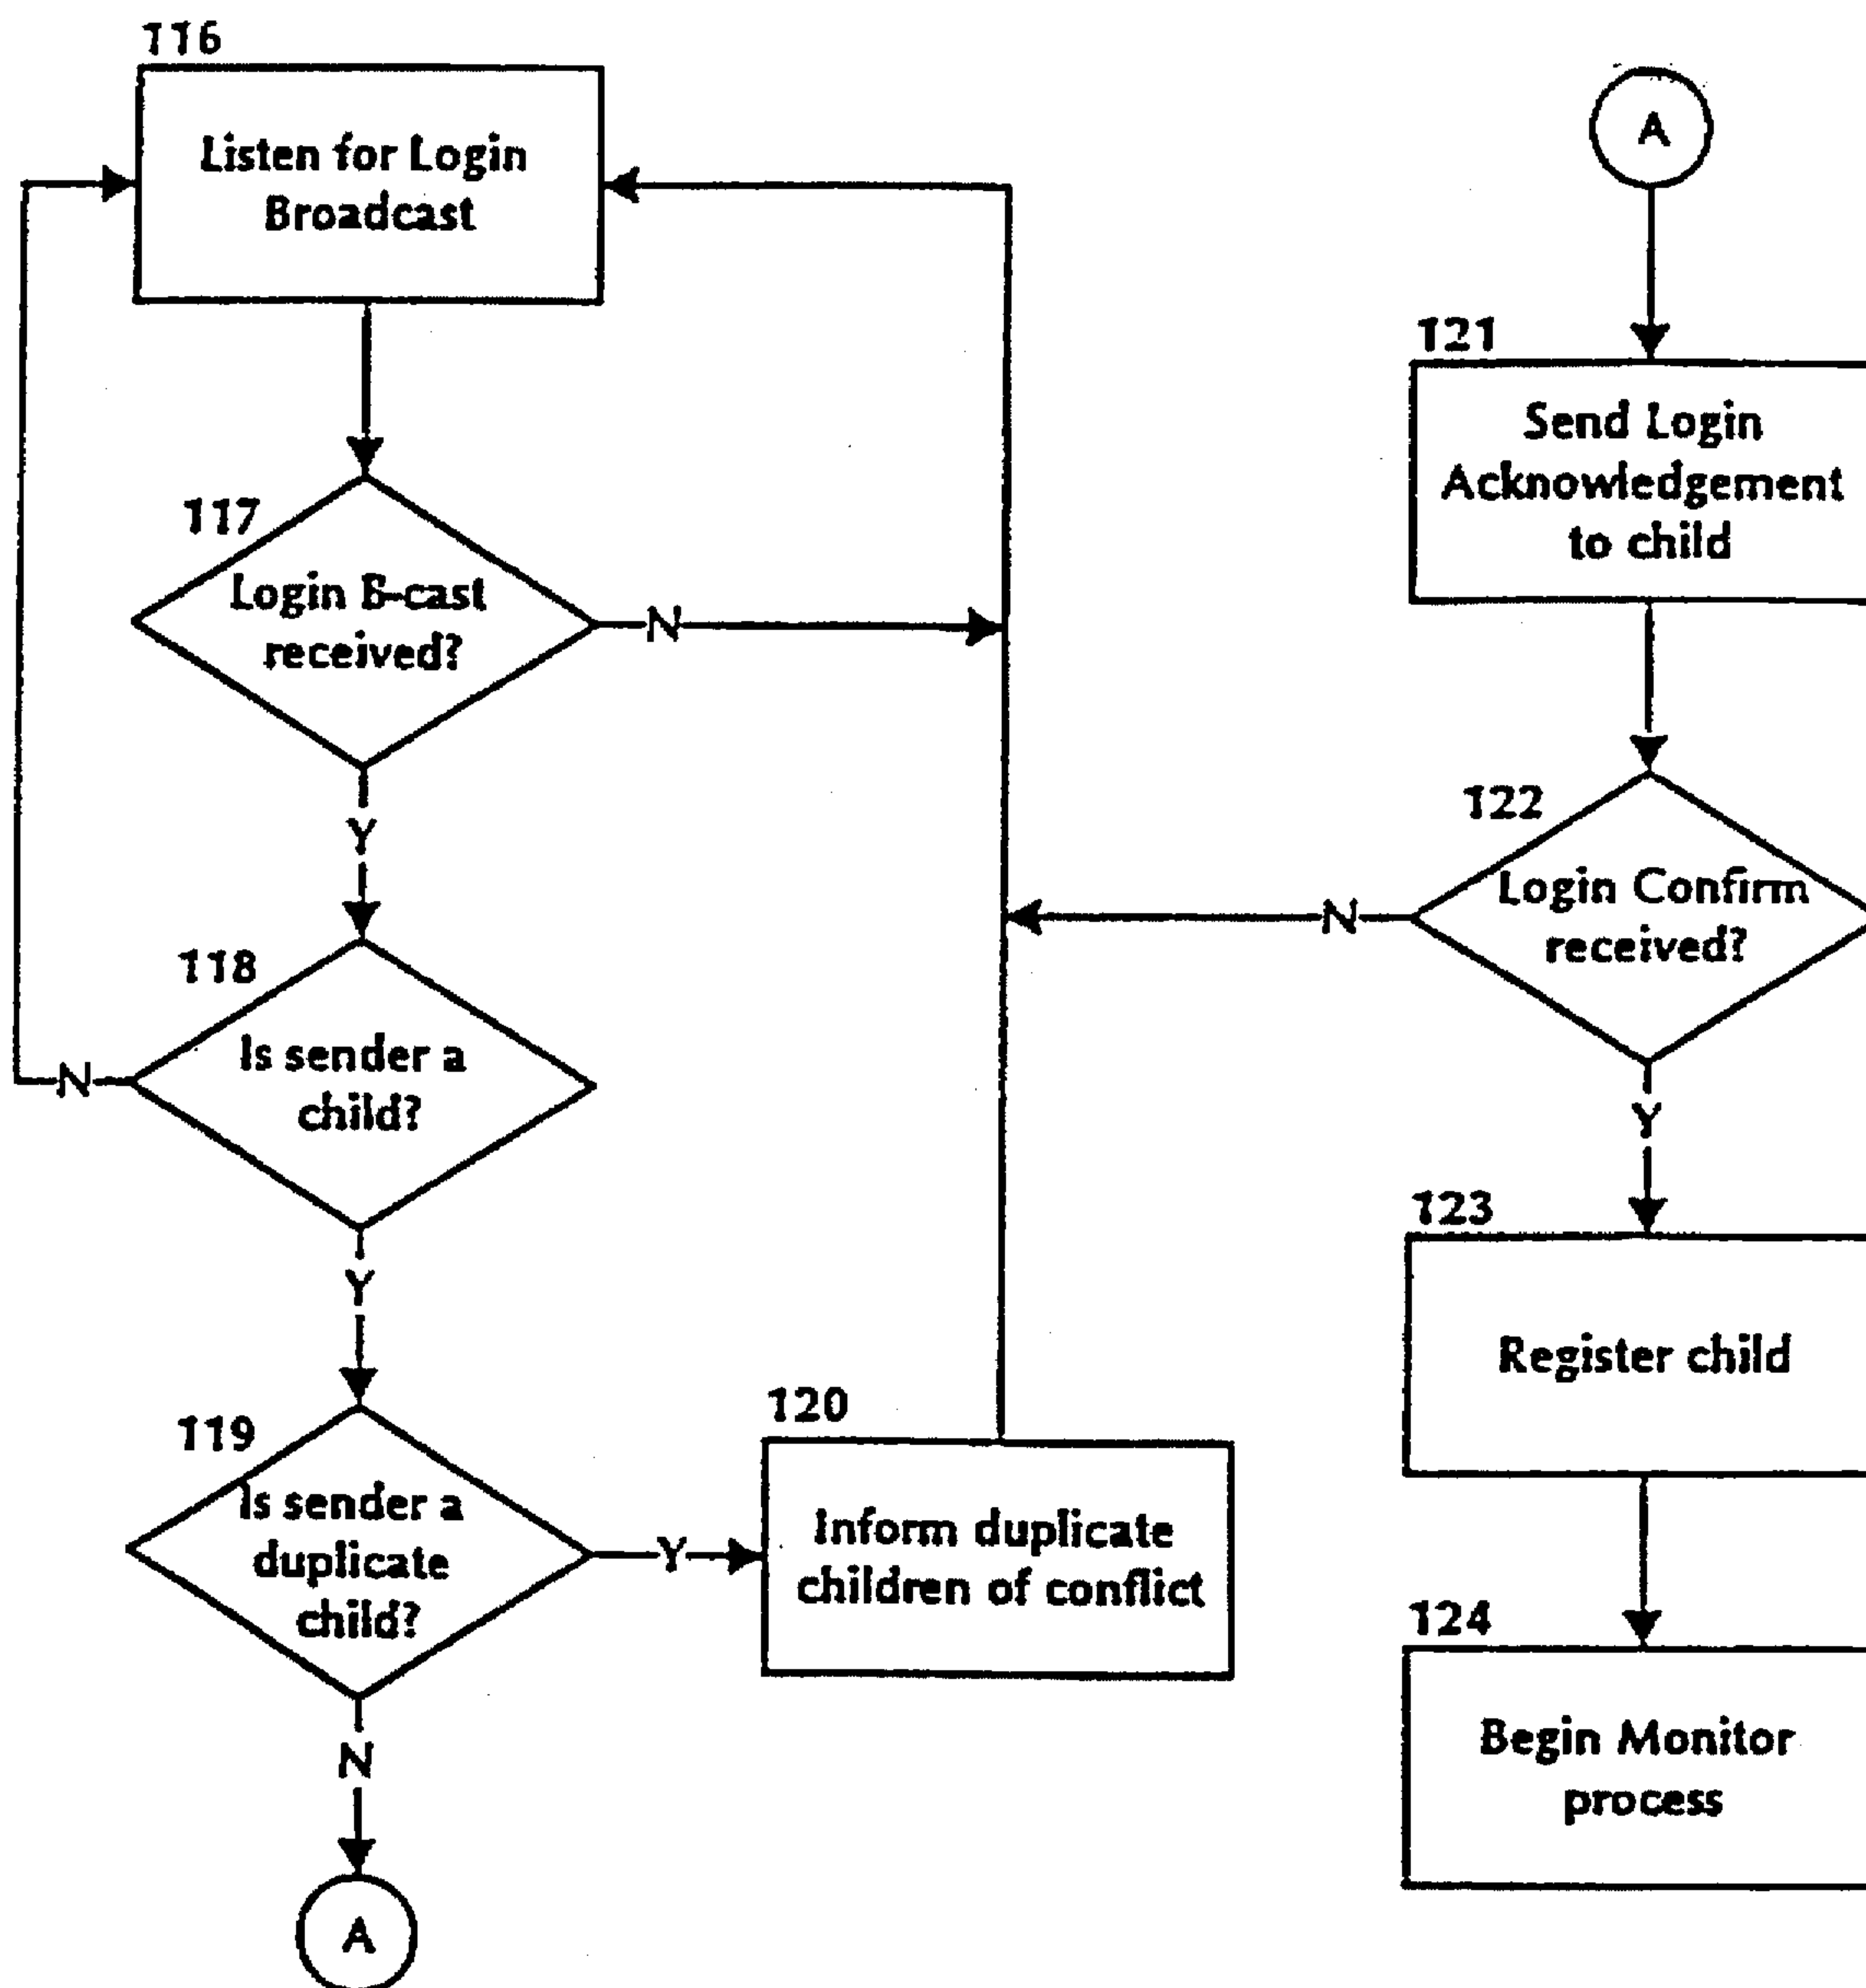 116
Listen for Login
Broadcast
117
Login B-cast
received?
N
Y
118
Is sender a
child?
N
Y
119
Is sender a
duplicate
child?
Y
N
A
120
Inform duplicate
children of conflict
A
121
Send Login
Acknowledgement
to child
122
Login Confirm
received?
N
Y
123
Register child
124
Begin Monitor
process